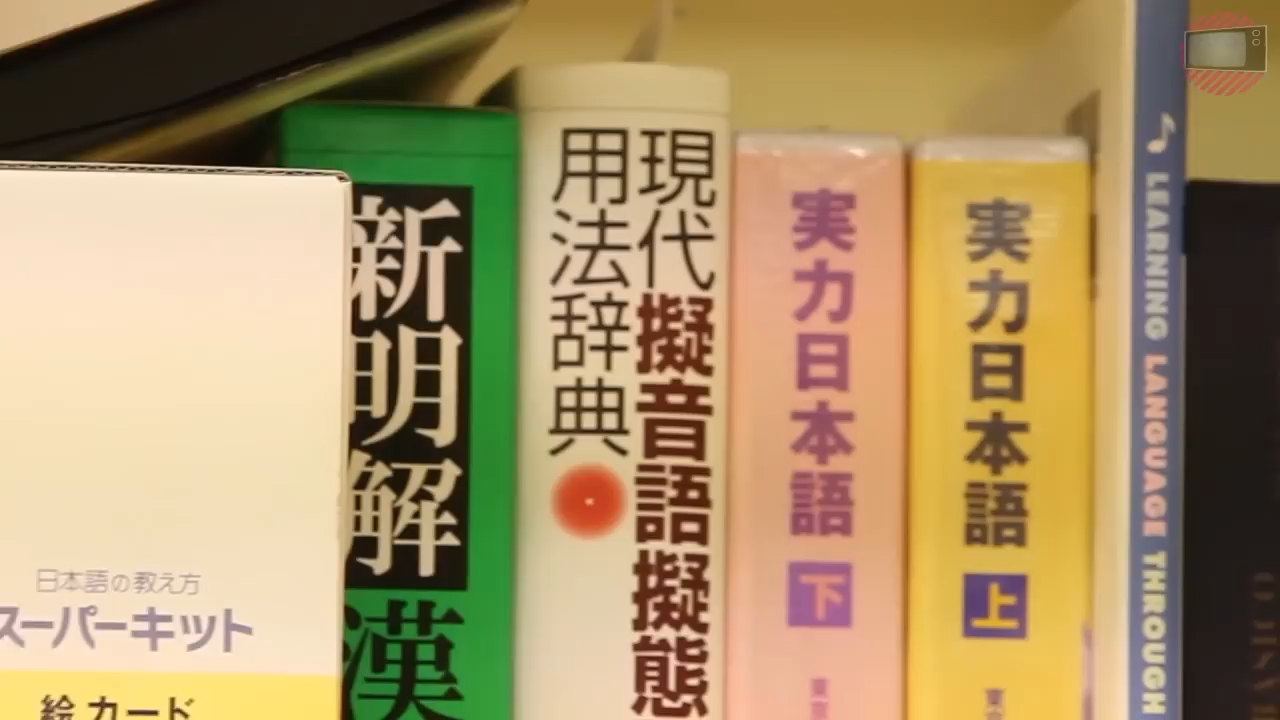 日本語の教え方
スーパーキット
絵カード
新明解漢
現代擬音語擬態
用法辞典
実力日本語 下
実力日本語 上
LEARNING LANGUAGE THROUGH